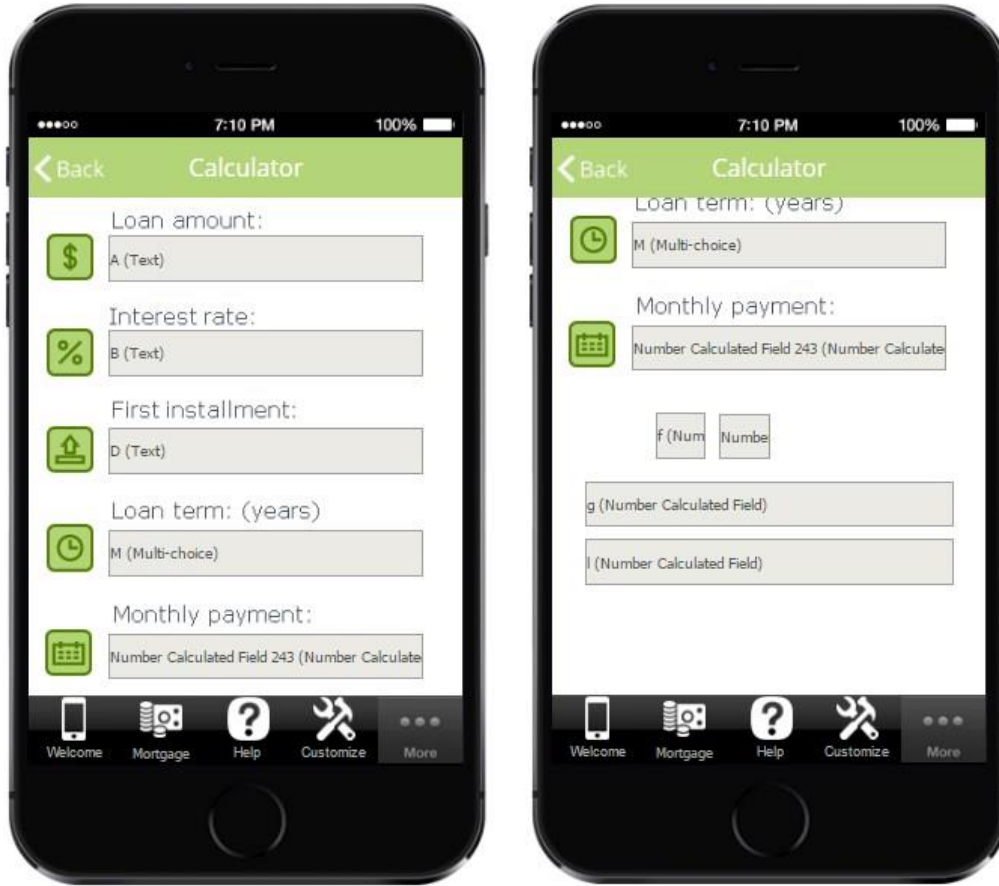 7:10 PM 100%
Back Calculator
Loan amount:
A (Text)
Interest rate:
B (Text)
First installment:
D (Text)
Loan term: (years)
M (Multi-choice)
Monthly payment:
Number Calculated Field 243 (Number Calculate
Welcome Mortgage Help Customize More
7:10 PM 100%
Back Calculator
Loan term: (years)
M (Multi-choice)
Monthly payment:
Number Calculated Field 243 (Number Calculate
f (Num Numbe
g (Number Calculated Field)
l (Number Calculated Field)
Welcome Mortgage Help Customize More